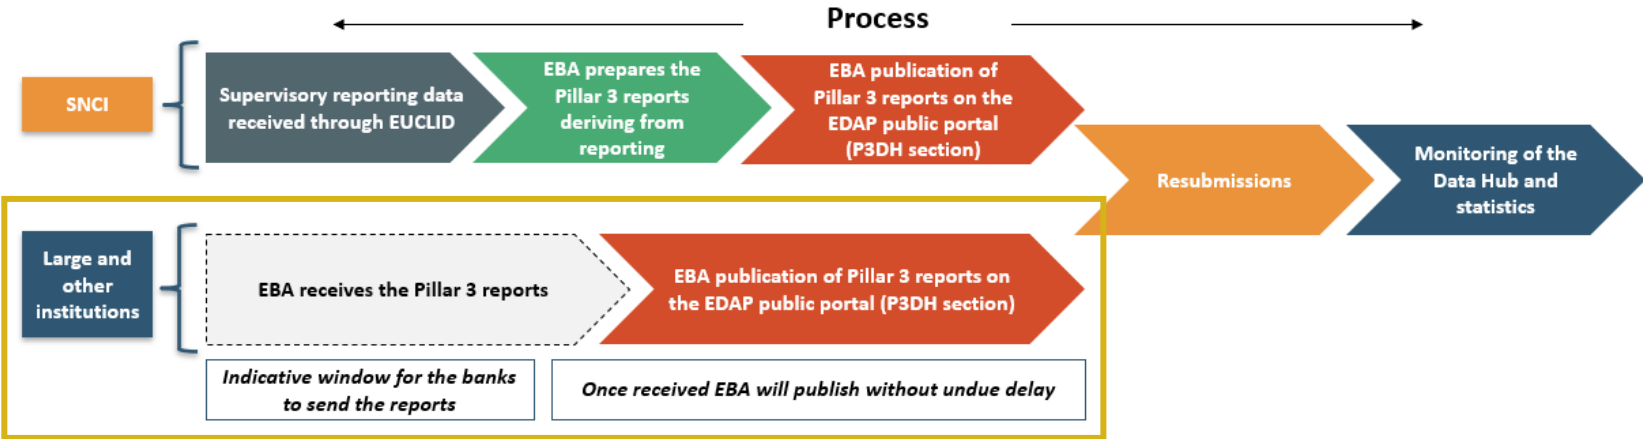 Process
SNCI
Supervisory reporting data
received through EUCLID
EBA prepares the
Pillar 3 reports
deriving from
reporting
EBA publication of
Pillar 3 reports on the
EDAP public portal
(P3DH section)
Resubmissions
Monitoring of the
Data Hub and
statistics
Large and
other
institutions
EBA receives the Pillar 3 reports
EBA publication of Pillar 3 reports on
the EDAP public portal (P3DH section)
Indicative window for the banks
to send the reports
Once received EBA will publish without undue delay